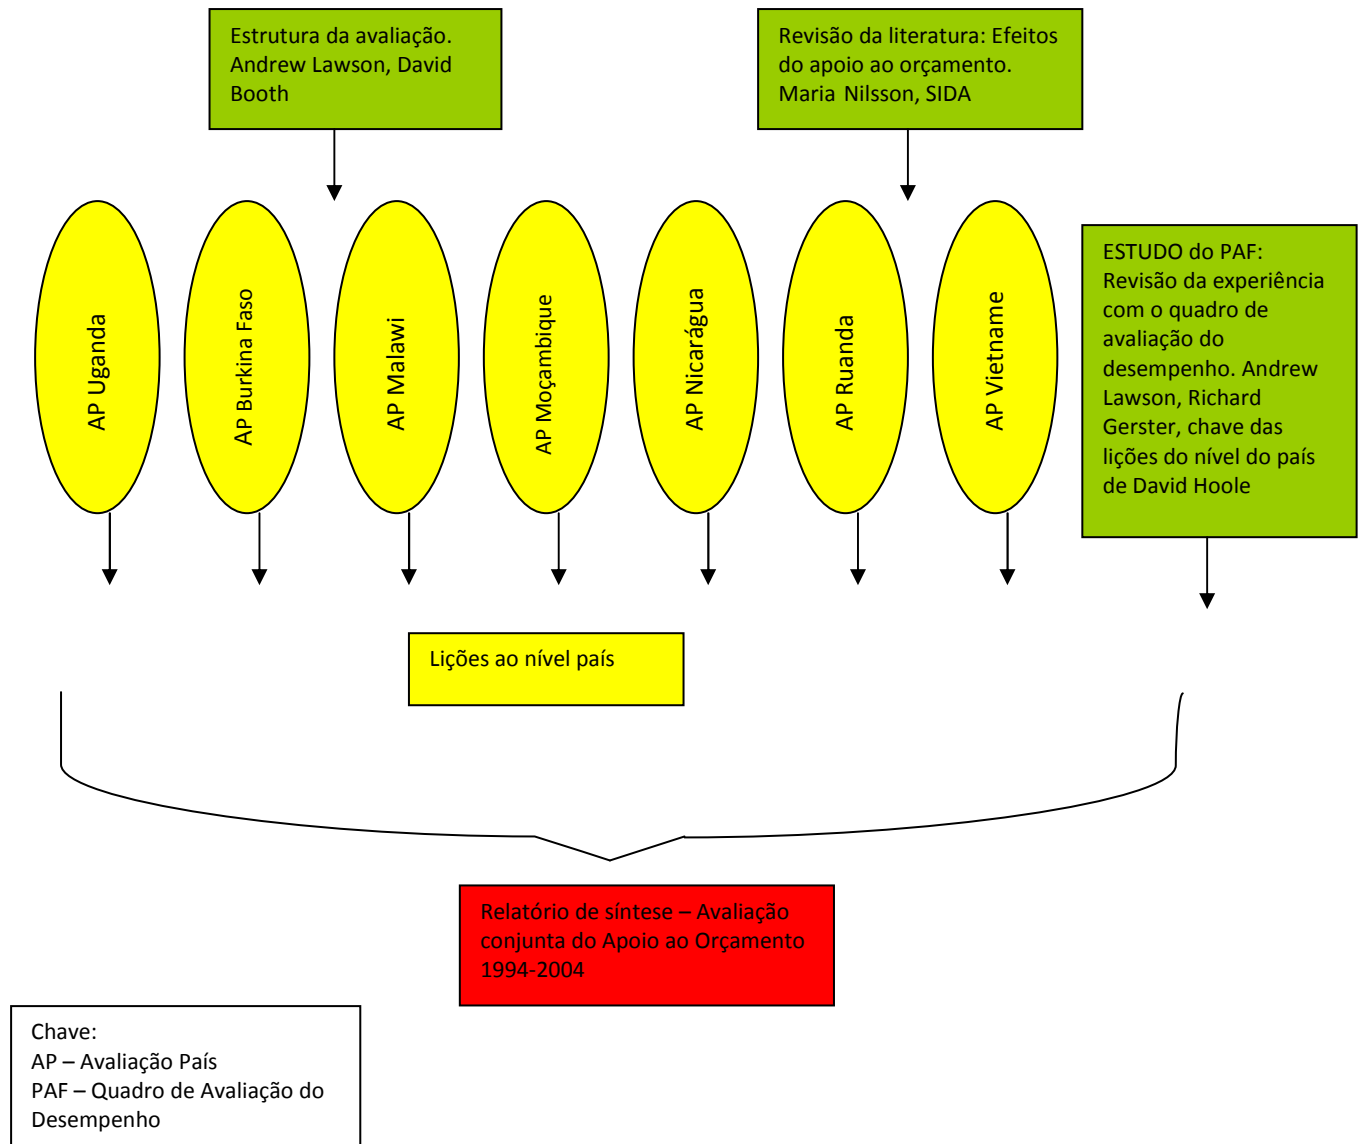 Estrutura da avaliação.
Andrew Lawson, David
Booth
Revisão da literatura: Efeitos
do apoio ao orçamento.
Maria Nilsson, SIDA
AP Uganda
AP Burkina Faso
AP Malawi
AP Moçambique
AP Nicarágua
AP Ruanda
AP Vietname
ESTUDO do PAF:
Revisão da experiência
com o quadro de
avaliação do
desempenho. Andrew
Lawson, Richard
Gerster, chave das
lições do nível do país
de David Hoole
Lições ao nível país
Relatório de síntese – Avaliação
conjunta do Apoio ao Orçamento
1994-2004
Chave:
AP – Avaliação País
PAF – Quadro de Avaliação do
Desempenho